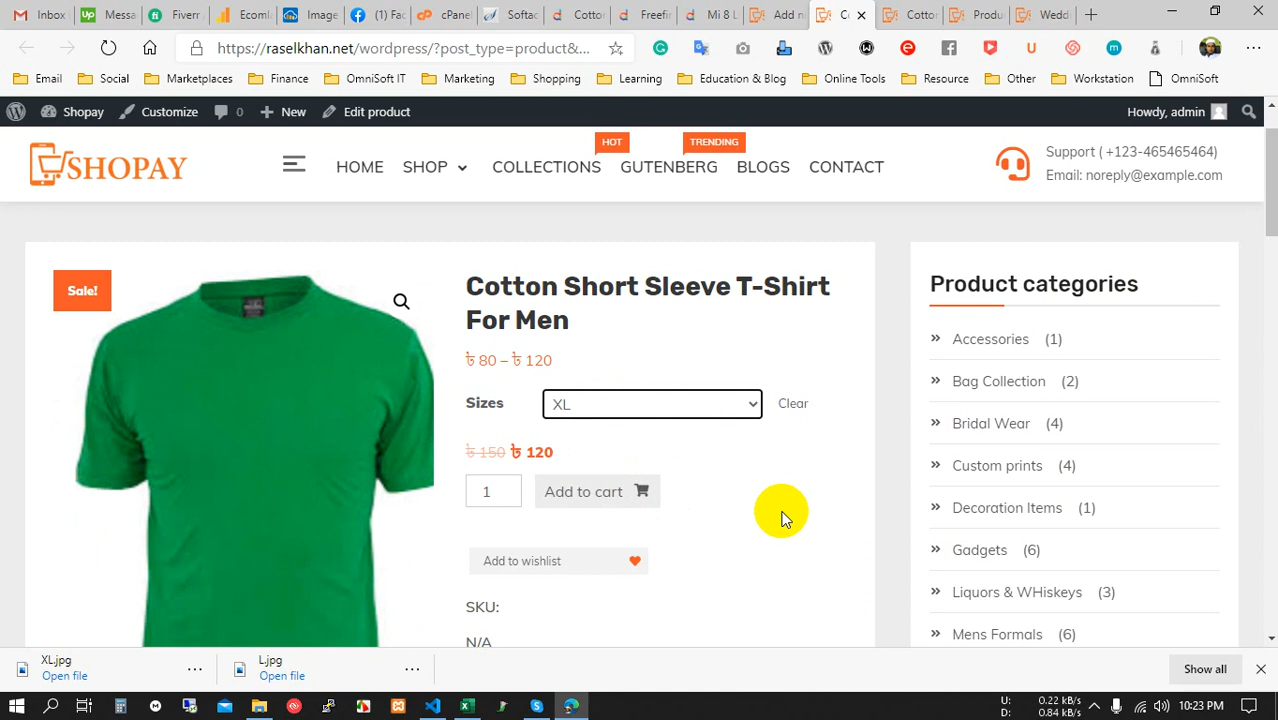 Inbox
Messa
Fiverr
Ecoml
Image
(1) Fac
cPanel
Softac
Cottor
Freefir
Mi 8 L
Add n
Co
Cottor
Produ
Wedd
https://raselkhan.net/wordpress/?post_type=product&...
Email
Social
Marketplaces
Finance
OmniSoft IT
Marketing
Shopping
Learning
Education & Blog
Online Tools
Resource
Other
Workstation
OmniSoft
Shopay
Customize
0
New
Edit product
Howdy, admin
HOT
TRENDING
SHOPAY
HOME
SHOP
COLLECTIONS
GUTENBERG
BLOGS
CONTACT
Support ( +123-465465464)
Email: noreply@example.com
Sale!
Cotton Short Sleeve T-Shirt
For Men
৳ 80 – ৳ 120
Sizes
XL
Clear
৳ 150 ৳ 120
1
Add to cart
Add to wishlist
SKU:
N/A
Product categories
Accessories (1)
Bag Collection (2)
Bridal Wear (4)
Custom prints (4)
Decoration Items (1)
Gadgets (6)
Liquors & WHiskeys (3)
Mens Formals (6)
XL.jpg
Open file
L.jpg
Open file
Show all
U: 0.22 kB/s
D: 0.84 kB/s
10:23 PM